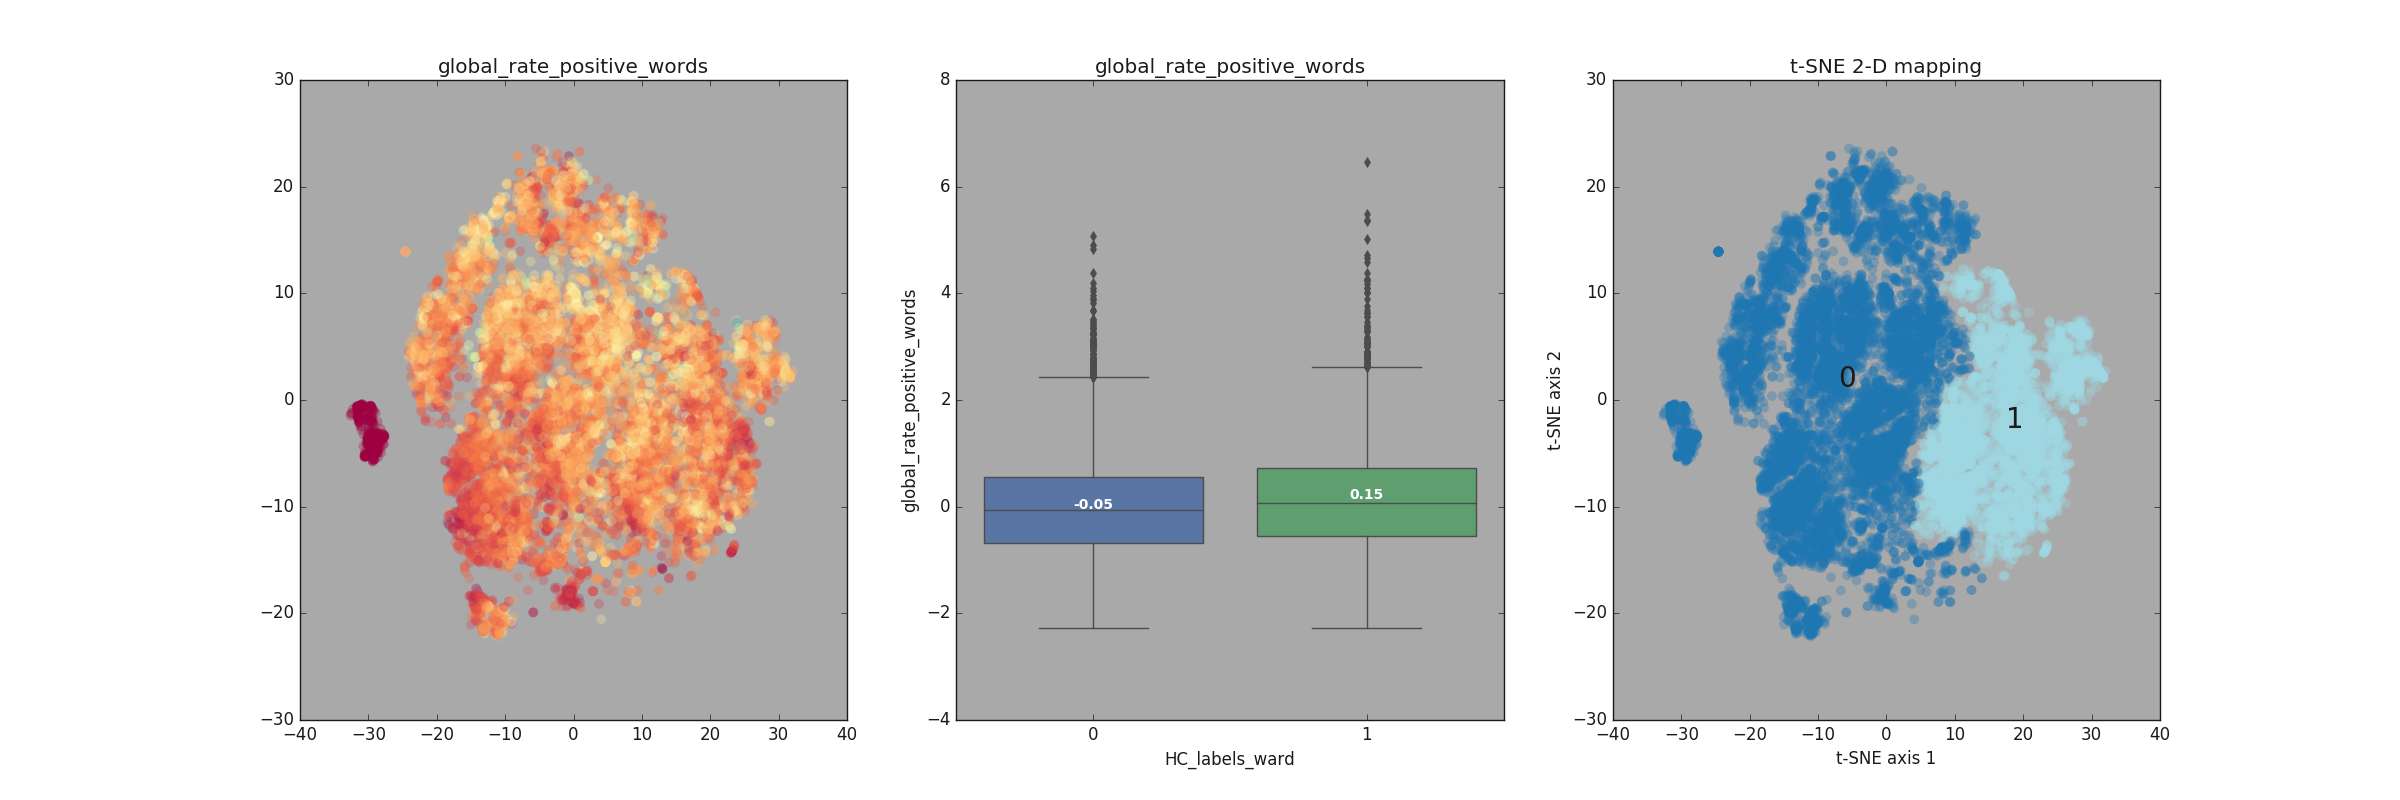 global_rate_positive_words
30
20
10
0
−10
−20
−30
−40 −30 −20 −10 0 10 20 30 40
global_rate_positive_words
global_rate_positive_words
8
6
4
2
0
−2
−4
-0.05
0.15
0 1
HC_labels_ward
t-SNE 2-D mapping
t-SNE axis 2
30
20
10
0
−10
−20
−30
0
1
−40 −30 −20 −10 0 10 20 30 40
t-SNE axis 1